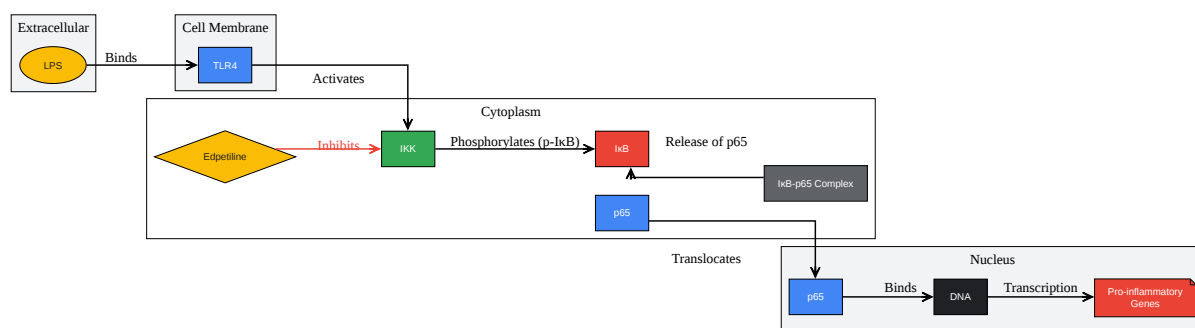 Extracellular
Cell Membrane
LPS
Binds
TLR4
Activates
Cytoplasm
Edpetiline
Inhibits
IKK
Phosphorylates (p-IκB)
IκB
Release of p65
IκB-p65 Complex
p65
Translocates
Nucleus
p65
Binds
DNA
Transcription
Pro-inflammatory
Genes